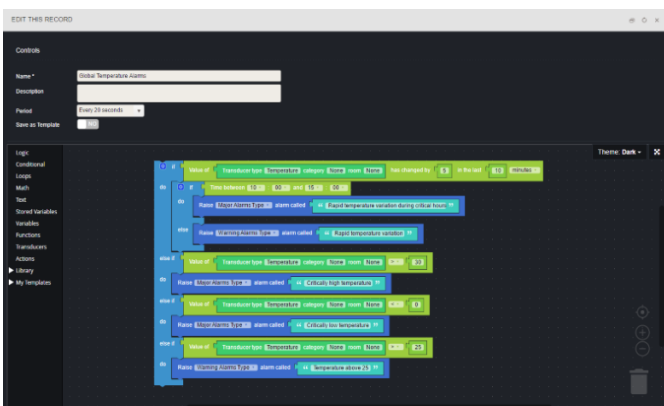 EDIT THIS RECORD
Controls
Name *
Global Temperature Alarms
Description
Period
Every 20 seconds
Save as Template
NO
Theme: Dark
Logic
Conditional
Loops
Math
Text
Stored Variables
Variables
Functions
Transducers
Actions
Library
My Templates
if Value of Transducer type Temperature category None room None has changed by 5 in the last 10 minutes
do if Time between 10 : 00 and 15 :
do Raise Major Alarms Type alarm called “ Rapid temperature variation during critical hours ”
else Raise Warning Alarms Type alarm called “ Rapid temperature variation ”
else if Value of Transducer type Temperature category None room None 30
do Raise Major Alarms Type alarm called “ Critically high temperature ”
else if Value of Transducer type Temperature category None room None 0
do Raise Major Alarms Type alarm called “ Critically low temperature ”
else if Value of Transducer type Temperature category None room None 25
do Raise Warning Alarms Type alarm called “ Temperature above 25 ”